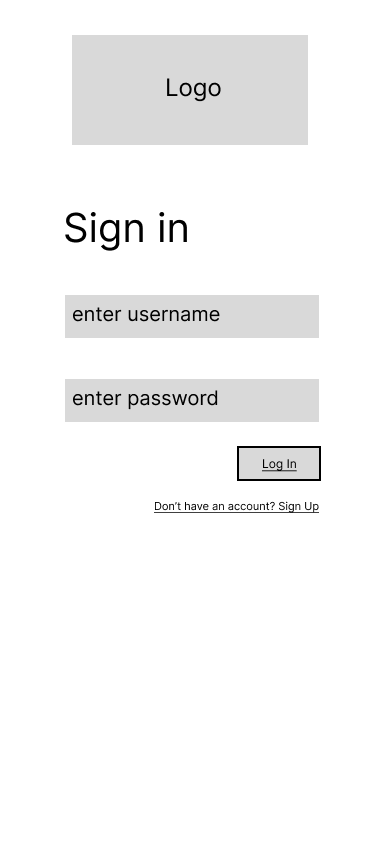 Logo
Sign in
enter username
enter password
Log In
Don’t have an account? Sign Up